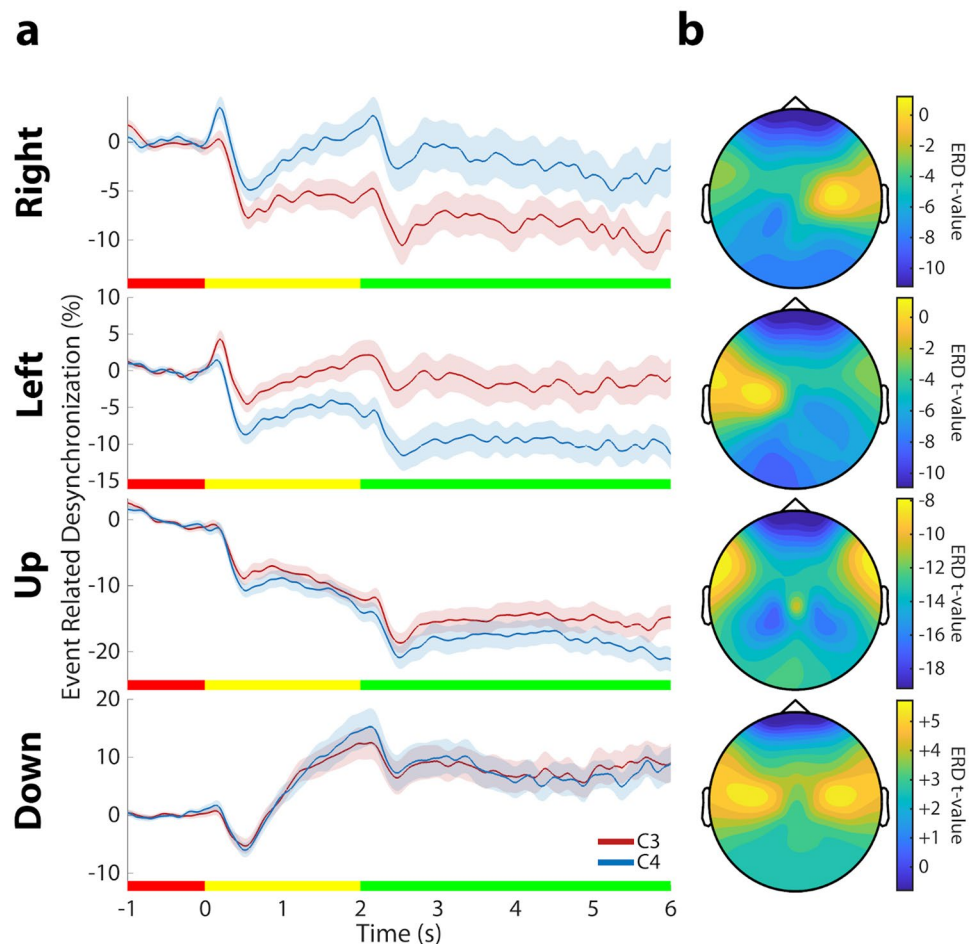 a
b
Right
0
-5
-10
0
-2
-4
-6
-8
-10
ERD t-value
Left
10
5
0
-5
-10
-15
0
-2
-4
-6
-8
-10
ERD t-value
Event Related Desynchronization (%)
Up
0
-10
-20
-8
-10
-12
-14
-16
-18
ERD t-value
Down
20
10
0
-10
C3
C4
+5
+4
+3
+2
+1
0
ERD t-value
-1 0 1 2 3 4 5 6
Time (s)